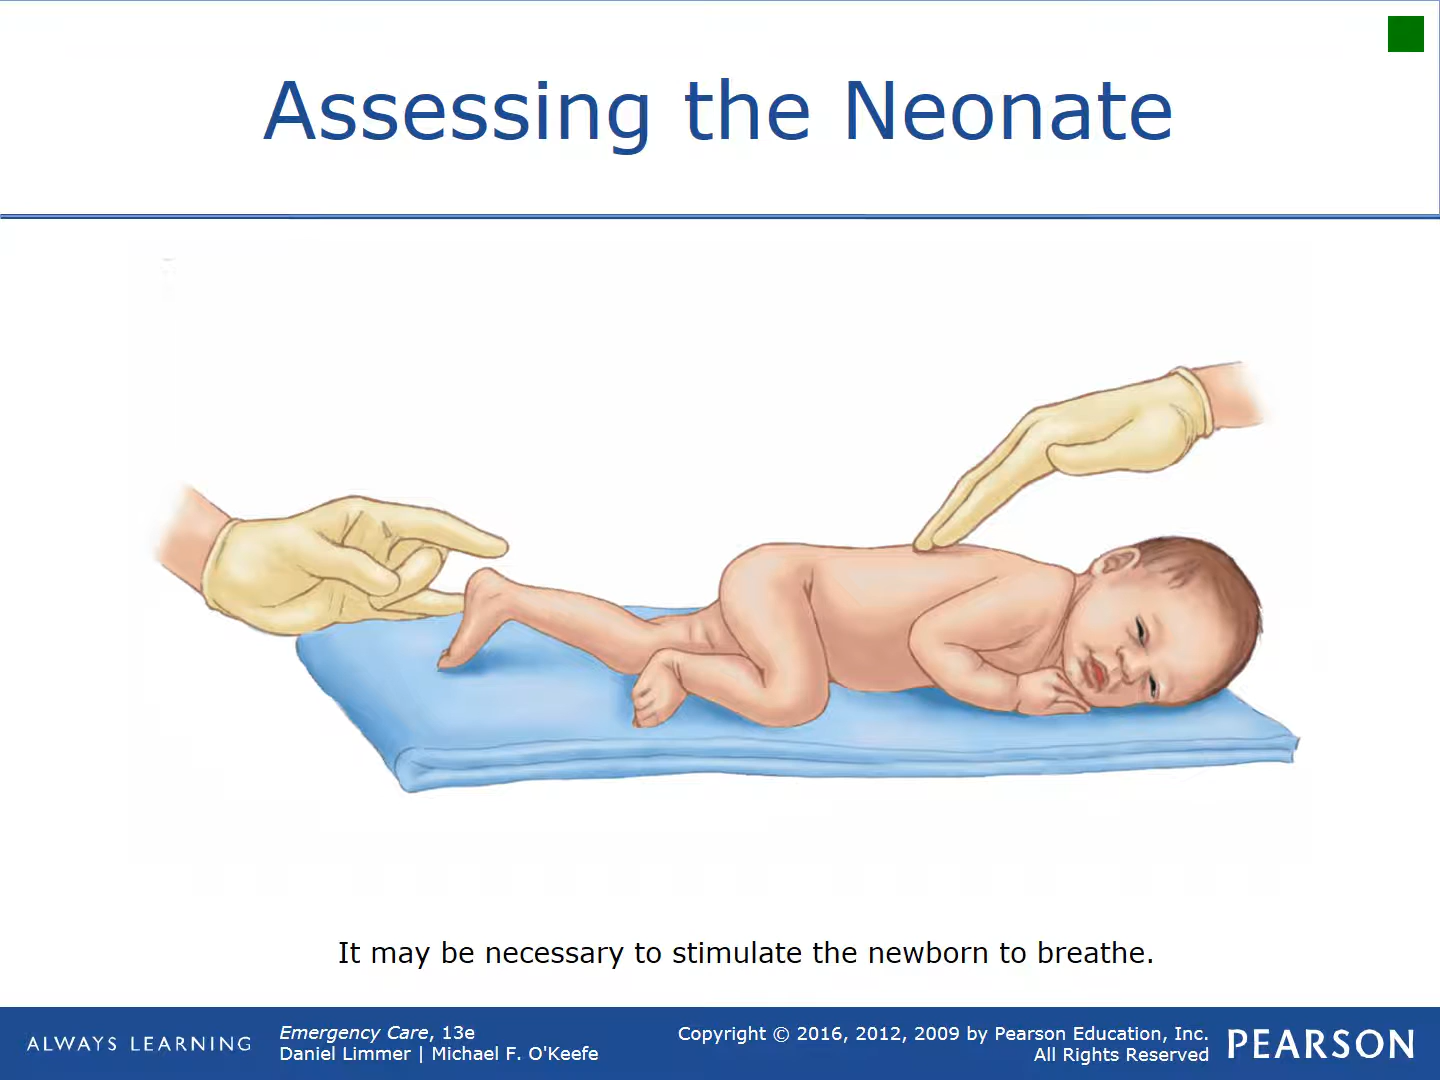 Assessing the Neonate
It may be necessary to stimulate the newborn to breathe.
ALWAYS LEARNING
Emergency Care, 13e
Daniel Limmer | Michael F. O'Keefe
Copyright © 2016, 2012, 2009 by Pearson Education, Inc.
All Rights Reserved
PEARSON